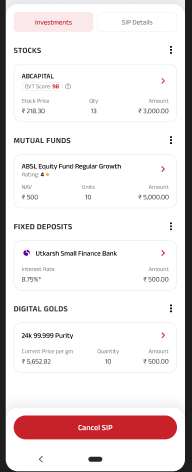 Investments
SIP Details
STOCKS
ABCAPITAL
GV7 Score: 98
Stock Price Qty Amount
₹ 218.30 13 ₹ 3,000.00
MUTUAL FUNDS
ABSL Equity Fund Regular Growth
Rating: 4
NAV Units Amount
₹ 500 10 ₹ 5,000.00
FIXED DEPOSITS
Utkarsh Small Finance Bank
Interest Rate Amount
8.75%* ₹ 500.00
DIGITAL GOLDS
24k 99.999 Purity
Current Price per gm Quantity Amount
₹ 5,652.82 10 ₹ 500.00
Cancel SIP